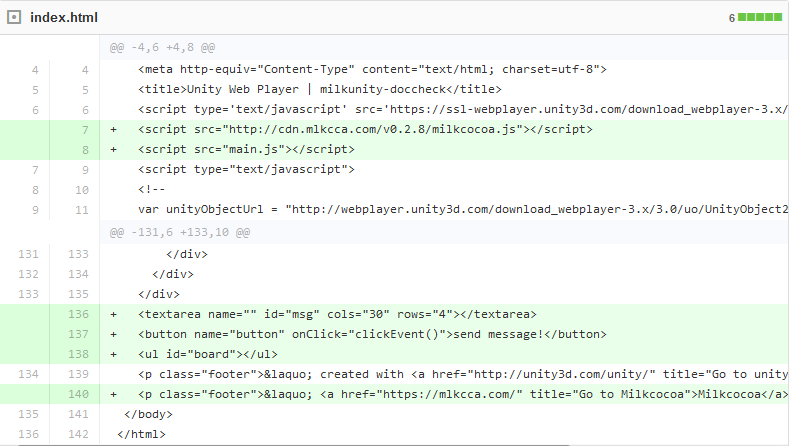 index.html 6
@@ -4,6 +4,8 @@
4 4 <meta http-equiv="Content-Type" content="text/html; charset=utf-8">
5 5 <title>Unity Web Player | milkunity-doccheck</title>
6 6 <script type='text/javascript' src='https://ssl-webplayer.unity3d.com/download_webplayer-3.x/
7 + <script src="http://cdn.mlkcca.com/v0.2.8/milkcocoa.js"></script>
8 + <script src="main.js"></script>
7 9 <script type="text/javascript">
8 10 <!--
9 11 var unityObjectUrl = "http://webplayer.unity3d.com/download_webplayer-3.x/3.0/uo/UnityObject2
@@ -131,6 +133,10 @@
131 133 </div>
132 134 </div>
133 135 </div>
136 + <textarea name="" id="msg" cols="30" rows="4"></textarea>
137 + <button name="button" onClick="clickEvent()">send message!</button>
138 + <ul id="board"></ul>
134 139 <p class="footer">&laquo; created with <a href="http://unity3d.com/unity/" title="Go to unity
140 + <p class="footer">&laquo; <a href="https://mlkcca.com/" title="Go to Milkcocoa">Milkcocoa</a>
135 141 </body>
136 142 </html>